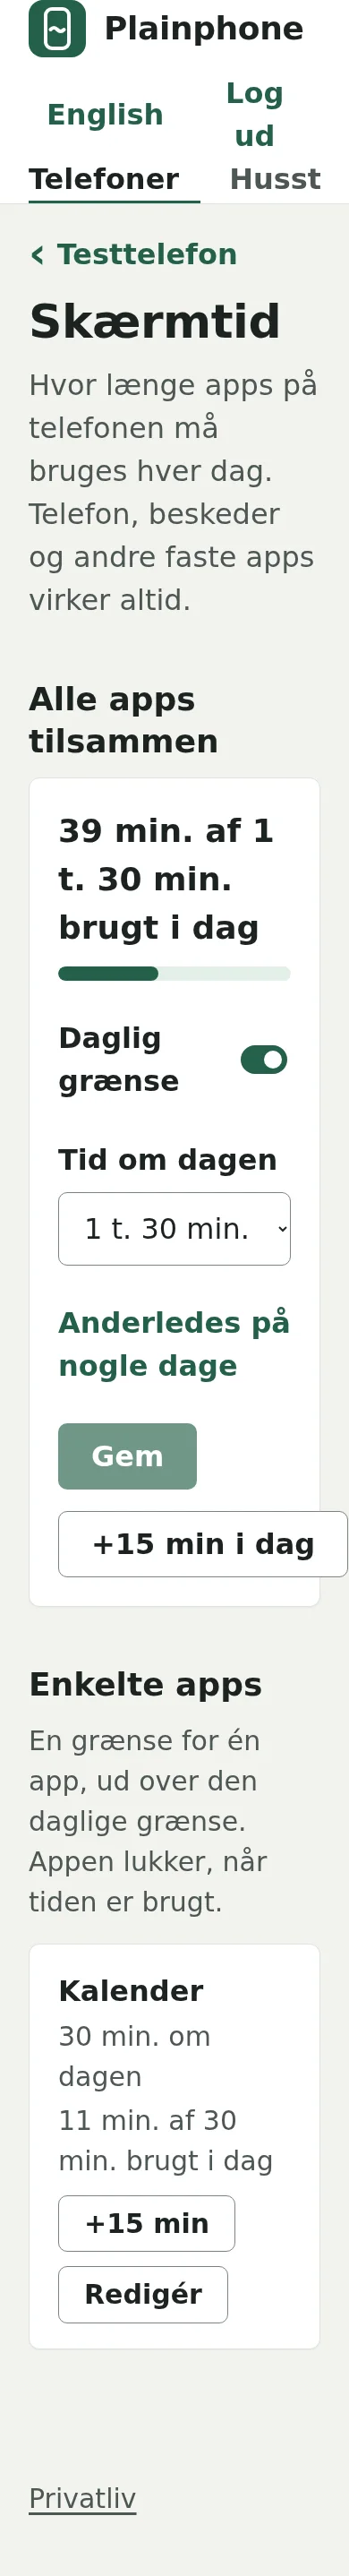 Plainphone
English
Log
ud
Telefoner
Husst
Testtelefon
Skærmtid
Hvor længe apps på
telefonen må
bruges hver dag.
Telefon, beskeder
og andre faste apps
virker altid.
Alle apps
tilsammen
39 min. af 1
t. 30 min.
brugt i dag
Daglig
grænse
Tid om dagen
1 t. 30 min.
Anderledes på
nogle dage
Gem
+15 min i dag
Enkelte apps
En grænse for én
app, ud over den
daglige grænse.
Appen lukker, når
tiden er brugt.
Kalender
30 min. om
dagen
11 min. af 30
min. brugt i dag
+15 min
Redigér
Privatliv